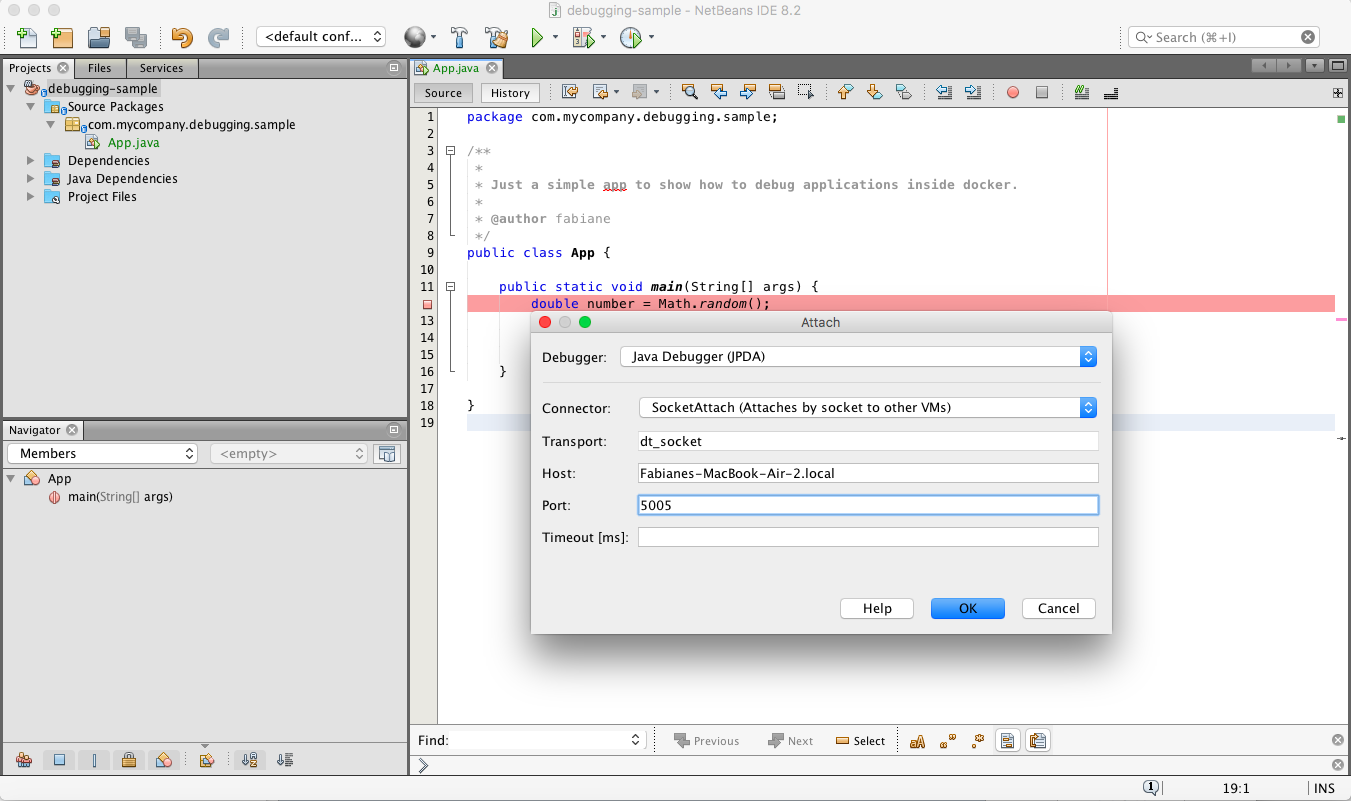 debugging-sample - NetBeans IDE 8.2
<default conf...
Search (⌘+I)
Projects Files Services
debugging-sample
Source Packages
com.mycompany.debugging.sample
App.java
Dependencies
Java Dependencies
Project Files
Navigator
Members <empty>
App
main(String[] args)
App.java
Source History
1 package com.mycompany.debugging.sample;
2
3 /**
4 *
5 * Just a simple app to show how to debug applications inside docker.
6 *
7 * @author fabiane
8 */
9 public class App {
10
11 public static void main(String[] args) {
double number = Math.random();
13
14
15
16 }
17
18 }
19
Attach
Debugger: Java Debugger (JPDA)
Connector: SocketAttach (Attaches by socket to other VMs)
Transport: dt_socket
Host: Fabianes-MacBook-Air-2.local
Port: 5005
Timeout [ms]:
Help OK Cancel
Find: Previous Next Select
19:1 INS